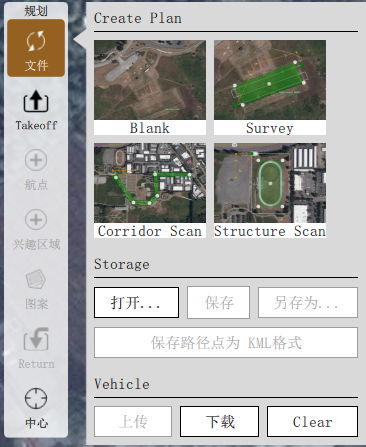 规划
文件
Takeoff
航点
兴趣区域
图案
Return
中心
Create Plan
Blank
Survey
Corridor Scan
Structure Scan
Storage
打开...
保存
另存为...
保存路径点为 KML格式
Vehicle
上传
下载
Clear